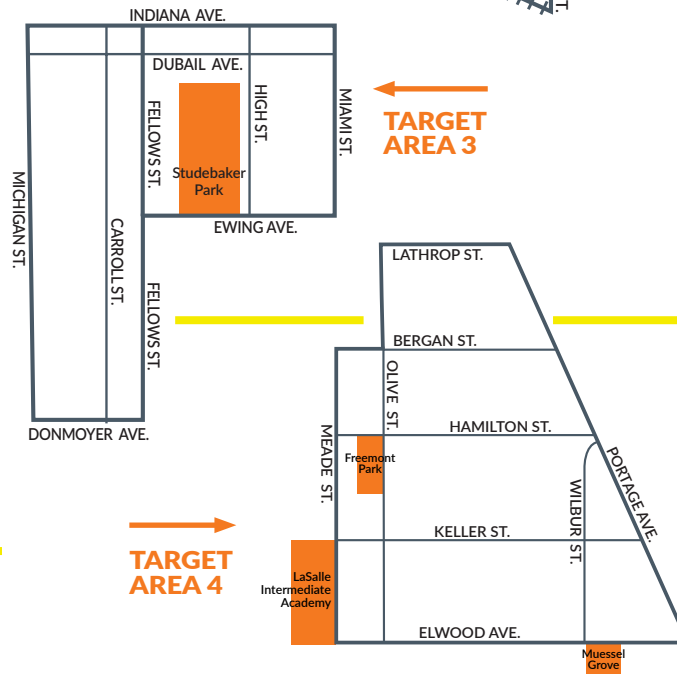 ST.
INDIANA AVE.
DUBAIL AVE.
FELLOWS ST.
HIGH ST.
MIAMI ST.
TARGET
AREA 3
Studebaker
Park
MICHIGAN ST.
CARROLL ST.
EWING AVE.
FELLOWS ST.
DONMOYER AVE.
LATHROP ST.
BERGAN ST.
OLIVE ST.
HAMILTON ST.
MEADE ST.
Freemont
Park
PORTAGE AVE.
WILBUR ST.
KELLER ST.
TARGET
AREA 4
LaSalle
Intermediate
Academy
ELWOOD AVE.
Muessel
Grove